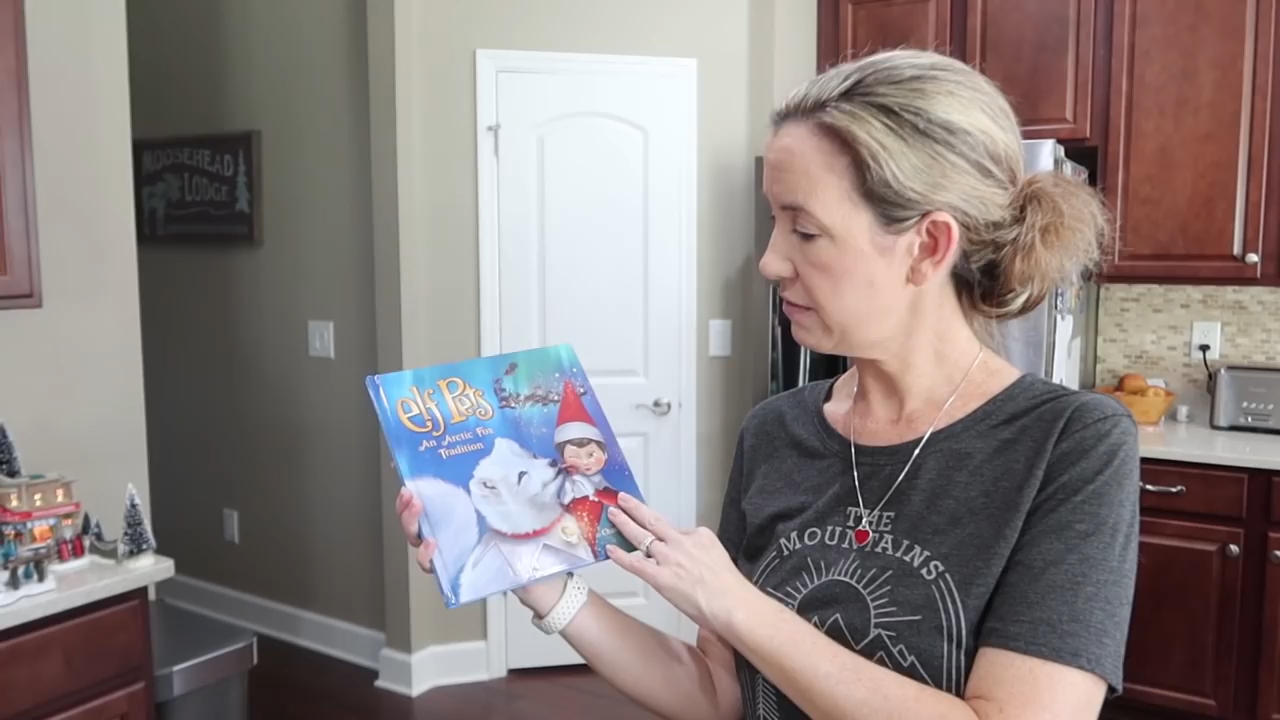 MOOSEHEAD
LODGE
elf Pets
An Arctic Fox
Tradition
THE
MOUNTAINS